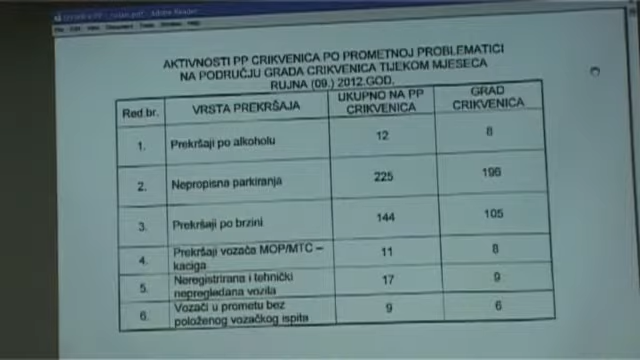 AKTIVNOSTI PP CRIKVENICA PO PROMETNOJ PROBLEMATICI
NA PODRUČJU GRADA CRIKVENICA TIJEKOM MJESECA
RUJNA (09.) 2012.GOD.
Red.br. VRSTA PREKRŠAJA UKUPNO NA PP CRIKVENICA GRAD CRIKVENICA
1. Prekršaji po alkoholu 12 8
2. Nepropisna parkiranja 225 196
3. Prekršaji po brzini 144 105
4. Prekršaji vozača MOP/MTC – kaciga 11 8
5. Neregistrirana i tehnički nepregledana vozila 17 9
6. Vozači u prometu bez položenog vozačkog ispita 9 6